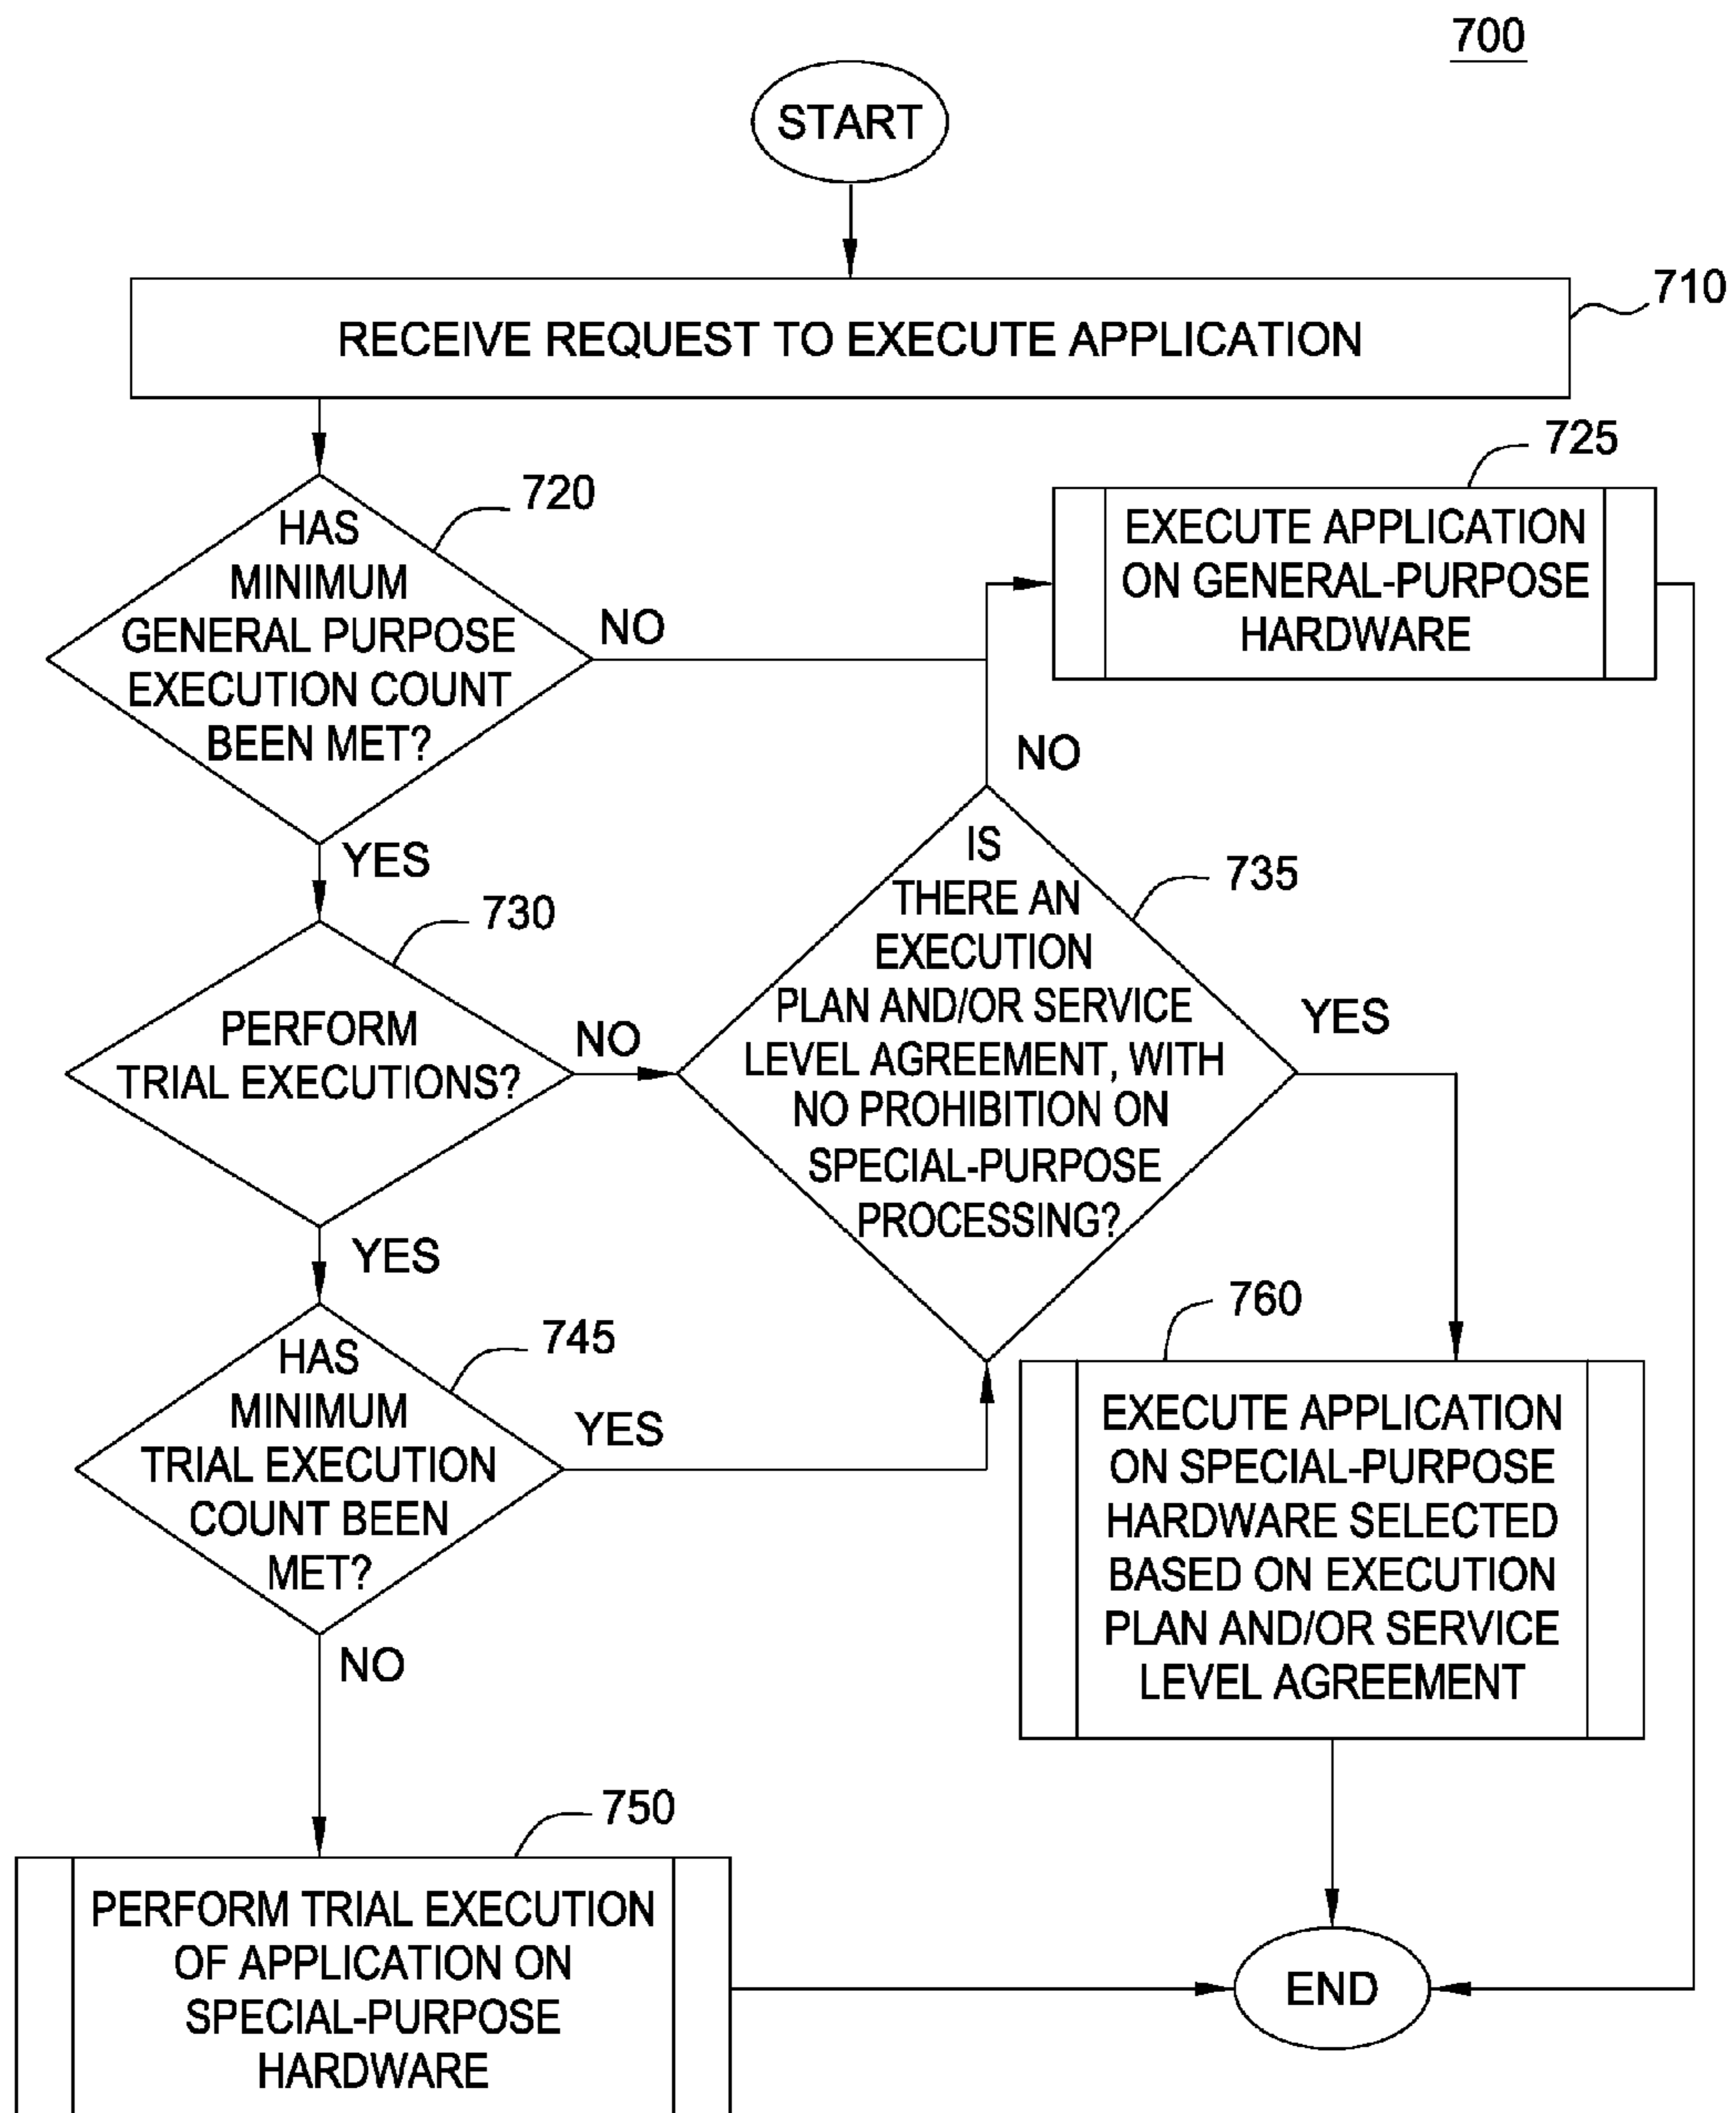 700
START
710
RECEIVE REQUEST TO EXECUTE APPLICATION
720
HAS
MINIMUM
GENERAL PURPOSE
EXECUTION COUNT
BEEN MET?
NO
YES
725
EXECUTE APPLICATION
ON GENERAL-PURPOSE
HARDWARE
730
PERFORM
TRIAL EXECUTIONS?
NO
YES
735
NO
IS
THERE AN
EXECUTION
PLAN AND/OR SERVICE
LEVEL AGREEMENT, WITH
NO PROHIBITION ON
SPECIAL-PURPOSE
PROCESSING?
YES
745
HAS
MINIMUM
TRIAL EXECUTION
COUNT BEEN
MET?
YES
NO
760
EXECUTE APPLICATION
ON SPECIAL-PURPOSE
HARDWARE SELECTED
BASED ON EXECUTION
PLAN AND/OR SERVICE
LEVEL AGREEMENT
750
PERFORM TRIAL EXECUTION
OF APPLICATION ON
SPECIAL-PURPOSE
HARDWARE
END